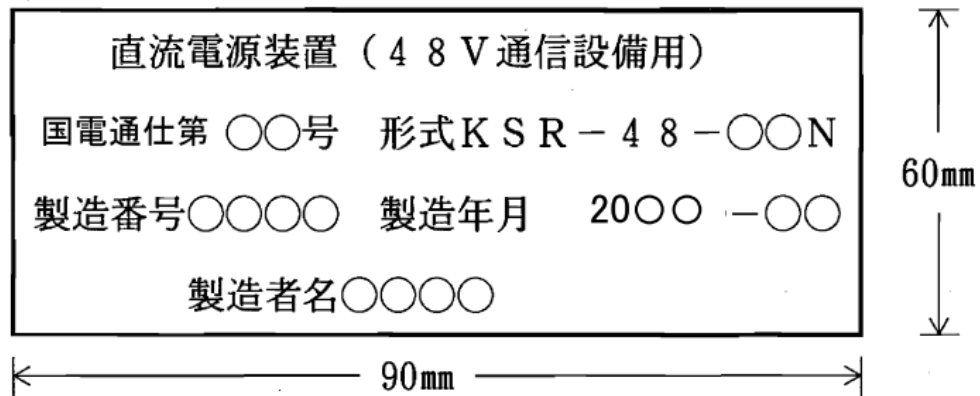 直流電源装置（４８Ｖ通信設備用）
国電通仕第 ○○号 形式ＫＳＲ－４８－○○Ｎ
製造番号○○○○ 製造年月 20○○ －○○
製造者名○○○○
60mm
90mm